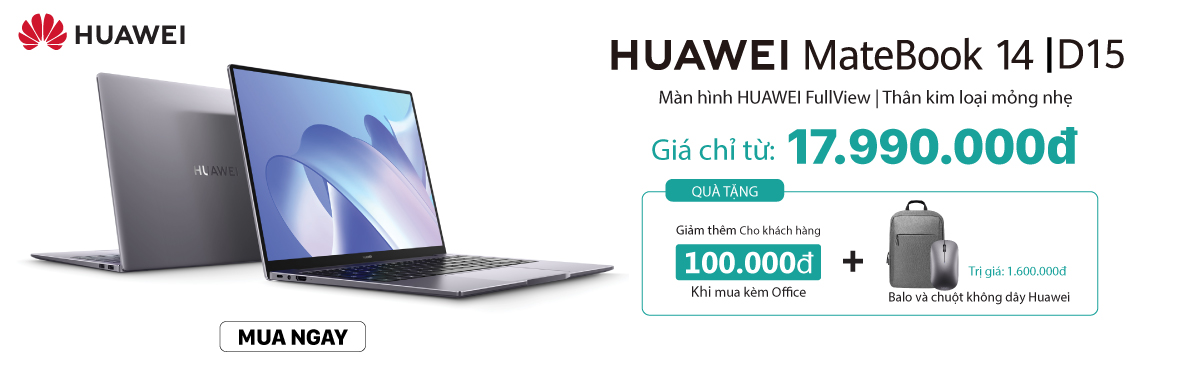 HUAWEI
HUAWEI
HUAWEI MateBook 14 | D15
Màn hình HUAWEI FullView | Thân kim loại mỏng nhẹ
Giá chỉ từ: 17.990.000đ
QUÀ TẶNG
Giảm thêm Cho khách hàng
100.000đ
Khi mua kèm Office
+
Trị giá: 1.600.000đ
Balo và chuột không dây Huawei
MUA NGAY